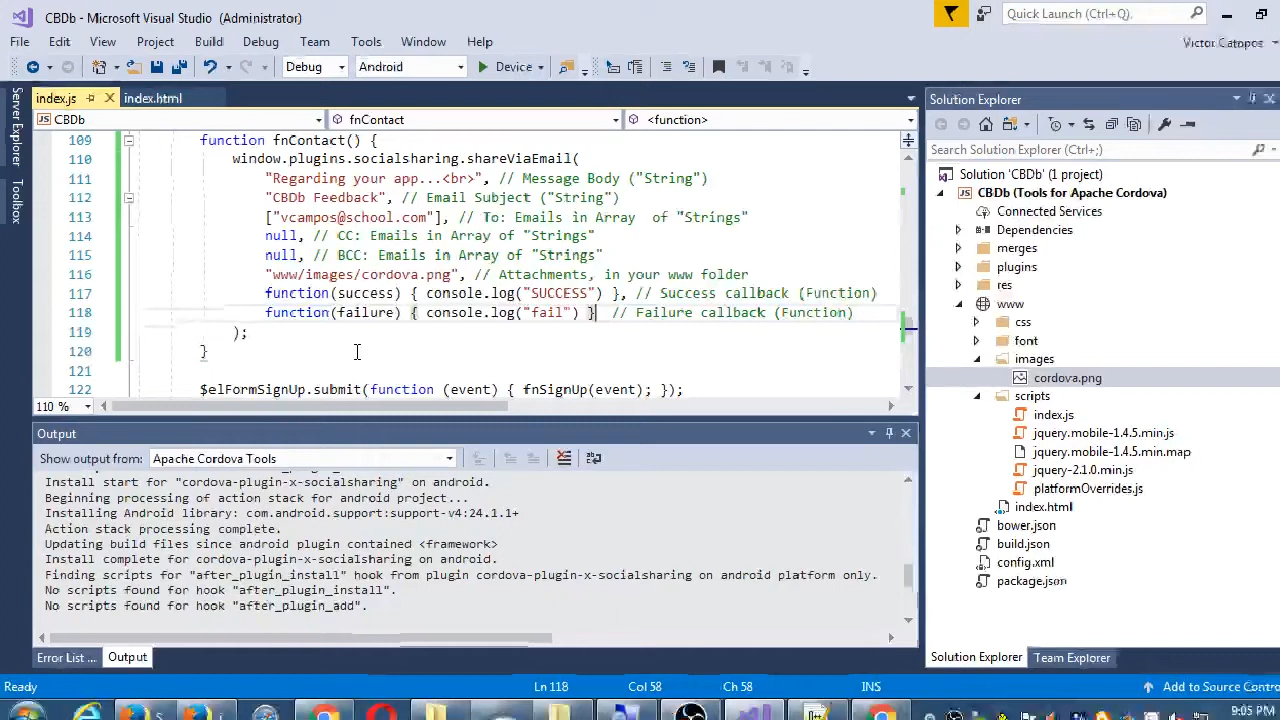 CBDb - Microsoft Visual Studio (Administrator)
Quick Launch (Ctrl+Q)
File Edit View Project Build Debug Team Tools Window Help
Victor Campos
Debug Android Device
index.js index.html
Solution Explorer
CBDb fnContact <function>
Server Explorer
Toolbox
109 function fnContact() {
110 window.plugins.socialsharing.shareViaEmail(
111 "Regarding your app...<br>", // Message Body ("String")
112 "CBDb Feedback", // Email Subject ("String")
113 ["vcampos@school.com"], // To: Emails in Array of "Strings"
114 null, // CC: Emails in Array of "Strings"
115 null, // BCC: Emails in Array of "Strings"
116 "www/images/cordova.png", // Attachments, in your www folder
117 function(success) { console.log("SUCCESS") }, // Success callback (Function)
118 function(failure) { console.log("fail") } // Failure callback (Function)
119 );
120 }
121
122 $elFormSignUp.submit(function (event) { fnSignUp(event); });
110 %
Search Solution Explorer (Ctrl+;)
Solution 'CBDb' (1 project)
CBDb (Tools for Apache Cordova)
Connected Services
Dependencies
merges
plugins
res
www
css
font
images
cordova.png
scripts
index.js
jquery.mobile-1.4.5.min.js
jquery.mobile-1.4.5.min.map
jquery-2.1.0.min.js
platformOverrides.js
index.html
bower.json
build.json
config.xml
package.json
Output
Show output from: Apache Cordova Tools
Install start for "cordova-plugin-x-socialsharing" on android.
Beginning processing of action stack for android project...
Installing Android library: com.android.support:support-v4:24.1.1+
Action stack processing complete.
Updating build files since android plugin contained <framework>
Install complete for cordova-plugin-x-socialsharing on android.
Finding scripts for "after_plugin_install" hook from plugin cordova-plugin-x-socialsharing on android platform only.
No scripts found for hook "after_plugin_install".
No scripts found for hook "after_plugin_add".
Error List ... Output
Solution Explorer Team Explorer
Ready Ln 118 Col 58 Ch 58 INS Add to Source Contro
9:05 PM